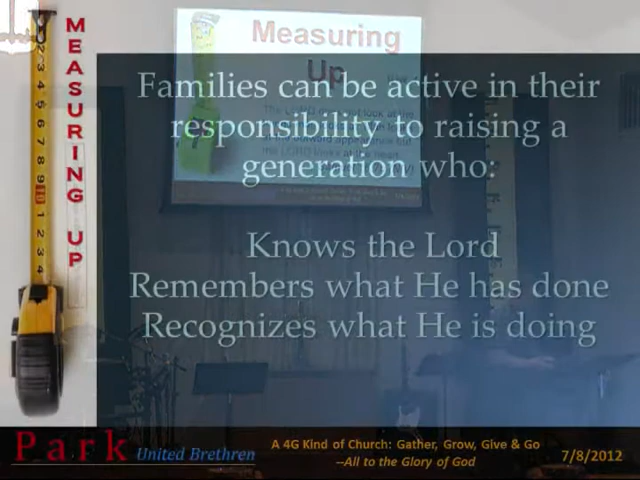 MEASURING UP
Measuring
Up
Families can be active in their
responsibility to raising a
generation who:
Knows the Lord
Remembers what He has done
Recognizes what He is doing
Park United Brethren
A 4G Kind of Church: Gather, Grow, Give & Go
--All to the Glory of God
7/8/2012